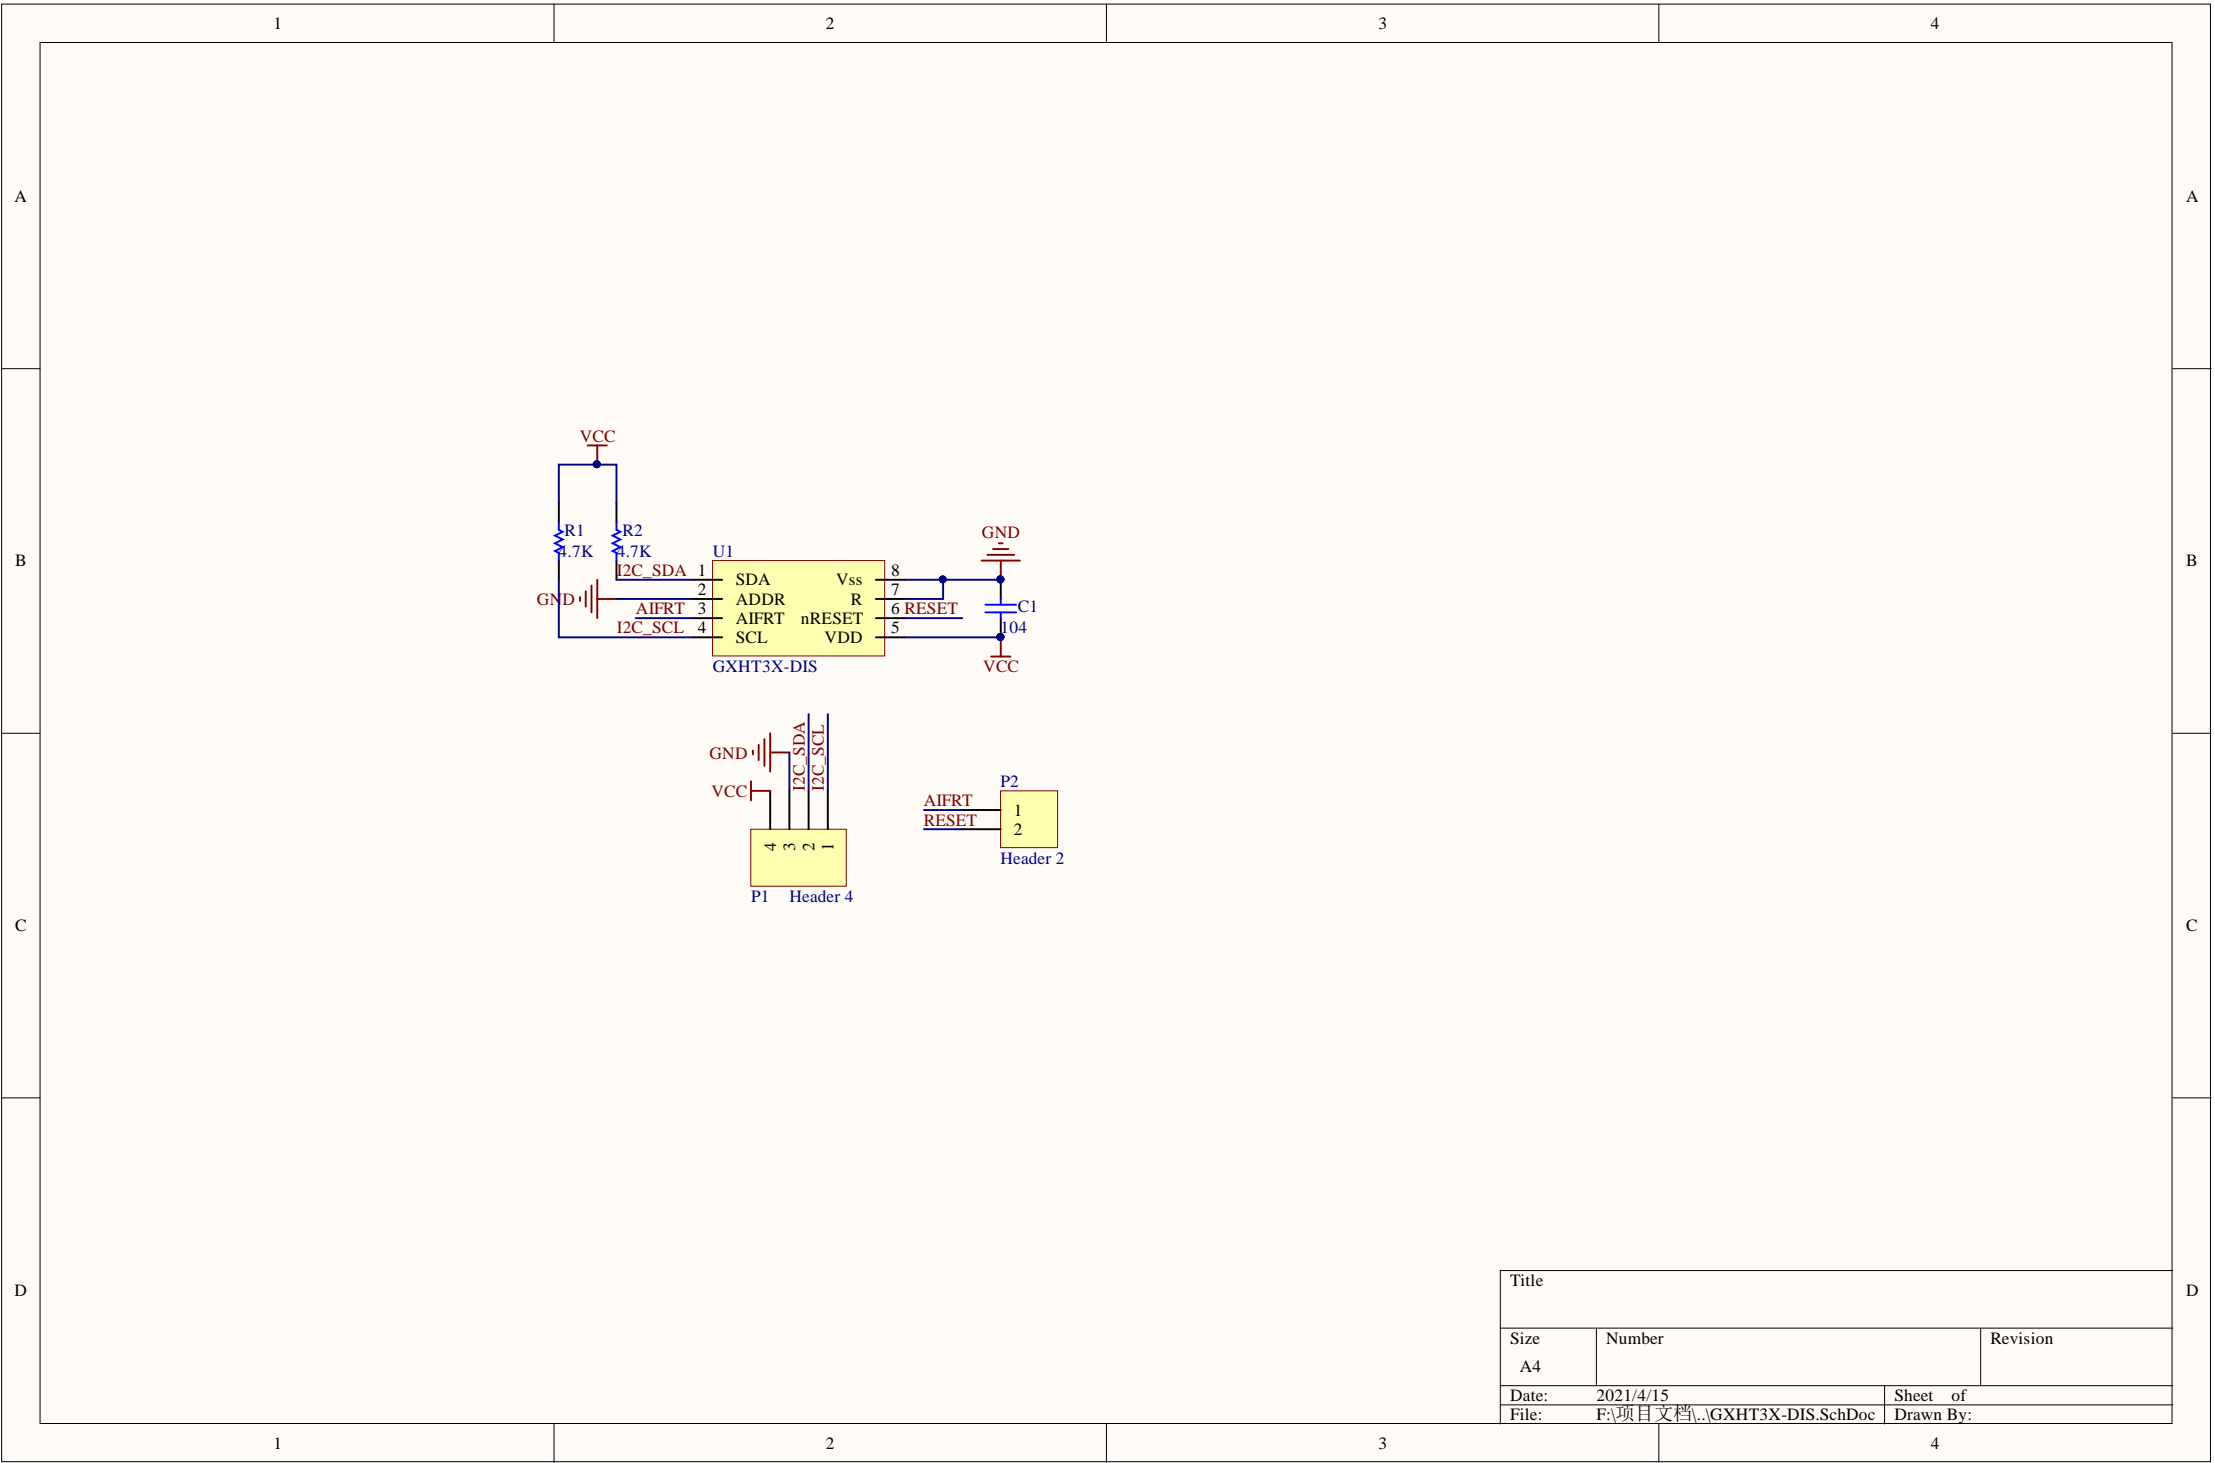 1 2 3 4
A A
VCC
R1 R2
4.7K 4.7K
GND
B B
U1
I2C_SDA 1 SDA Vss 8
GND 2 ADDR R 7
AIFRT 3 AIFRT nRESET 6 RESET C1
I2C_SCL 4 SCL VDD 5 104
GXHT3X-DIS VCC
I2C_SDA
I2C_SCL
GND
VCC
P2
AIFRT 1
RESET 2
4 3 2 1
Header 2
P1 Header 4
C C
Title
D D
Size Number Revision
A4
Date: 2021/4/15 Sheet of
File: F:\项目文档\..\GXHT3X-DIS.SchDoc Drawn By:
1 2 3 4